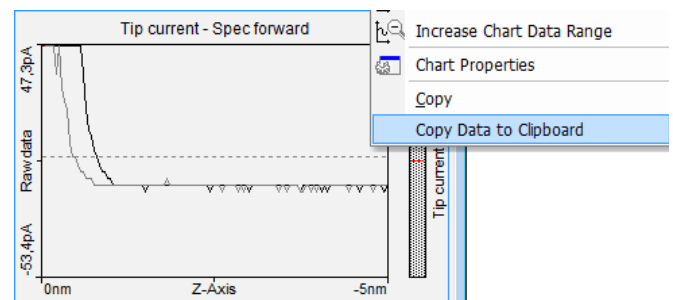 Tip current - Spec forward
47,3pA
Raw data
-53,4pA
0nm
Z-Axis
-5nm
Tip current
Increase Chart Data Range
Chart Properties
Copy
Copy Data to Clipboard